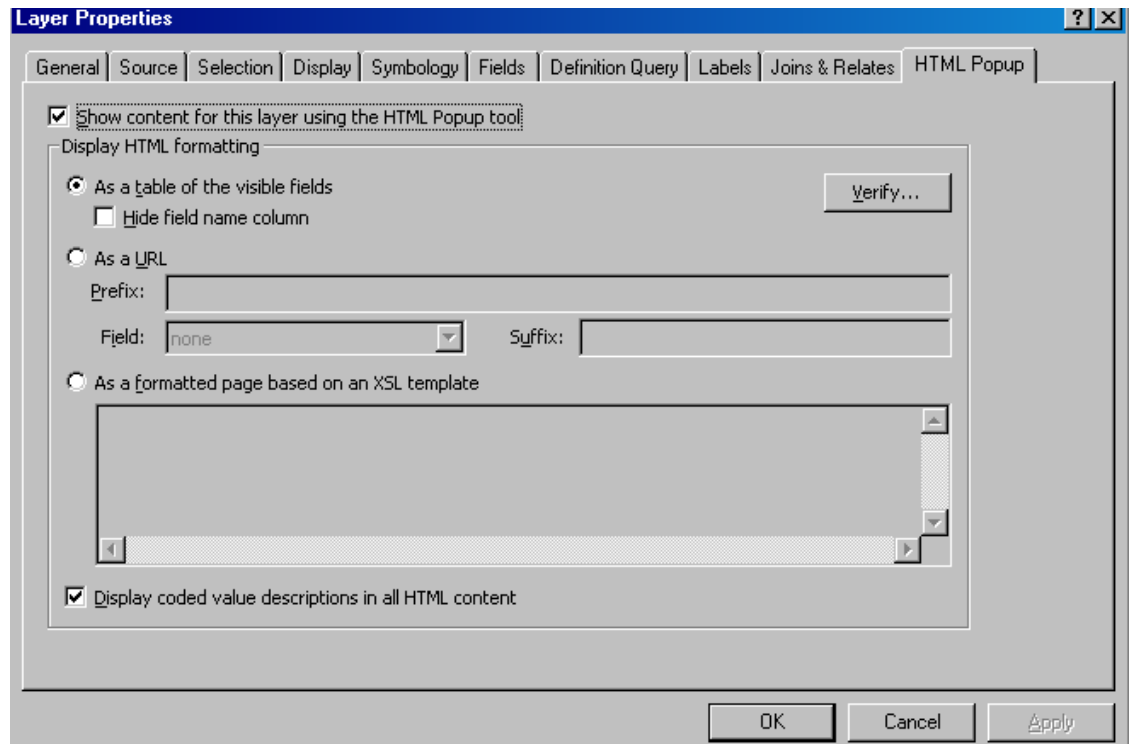 Layer Properties
General Source Selection Display Symbology Fields Definition Query Labels Joins & Relates HTML Popup
Show content for this layer using the HTML Popup tool
Display HTML formatting
As a table of the visible fields
Verify...
Hide field name column
As a URL
Prefix:
Field: none Suffix:
As a formatted page based on an XSL template
Display coded value descriptions in all HTML content
OK Cancel Apply